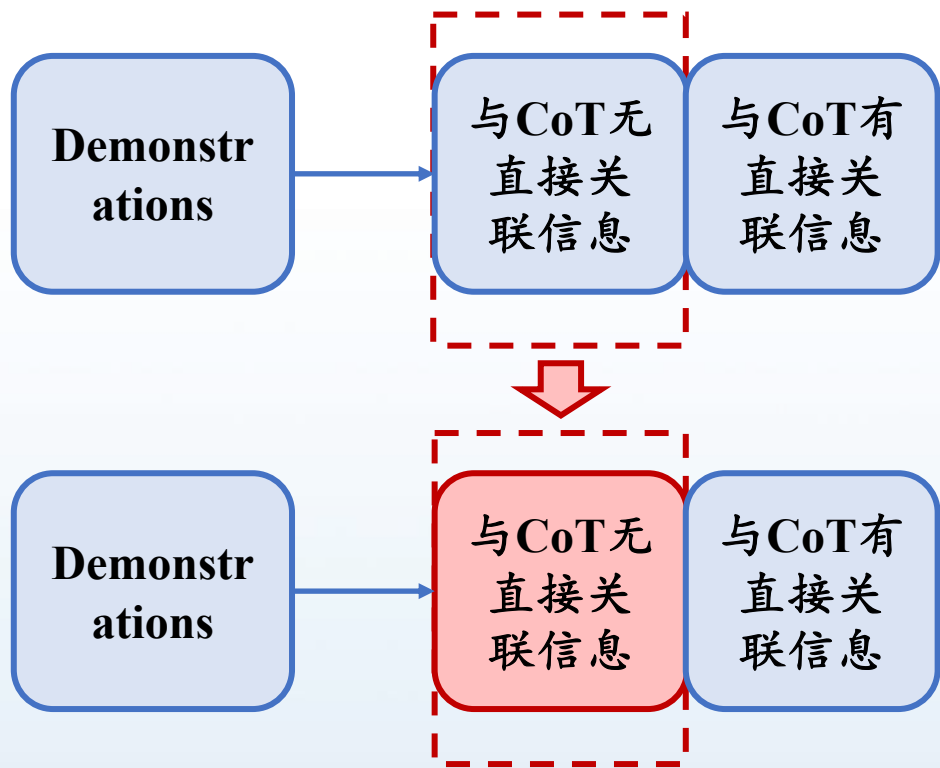 Demonstr
ations
与CoT无
直接关
联信息
与CoT有
直接关
联信息
Demonstr
ations
与CoT无
直接关
联信息
与CoT有
直接关
联信息